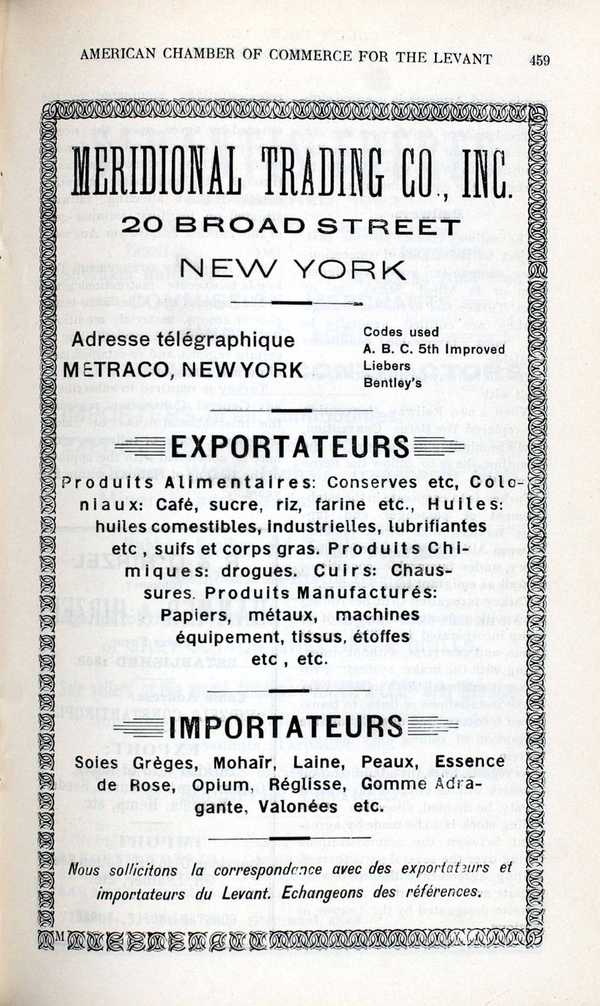 AMERICAN CHAMBER OF COMMERCE FOR THE LEVANT 459
MERIDIONAL TRADING CO., INC.
20 BROAD STREET
NEW YORK
Adresse télégraphique
METRACO, NEW YORK
Codes used
A. B. C. 5th Improved
Liebers
Bentley's
EXPORTATEURS
Produits Alimentaires: Conserves etc, Colo-
niaux: Café, sucre, riz, farine etc., Huiles:
huiles comestibles, industrielles, lubrifiantes
etc , suifs et corps gras. Produits Chi-
miques: drogues. Cuirs: Chaus-
sures. Produits Manufacturés:
Papiers, métaux, machines
équipement, tissus, étoffes
etc , etc.
IMPORTATEURS
Soies Grèges, Mohaïr, Laine, Peaux, Essence
de Rose, Opium, Réglisse, Gomme Adra-
gante, Valonées etc.
Nous sollicitons la correspondence avec des exportateurs et
importateurs du Levant. Echangeons des références.
M